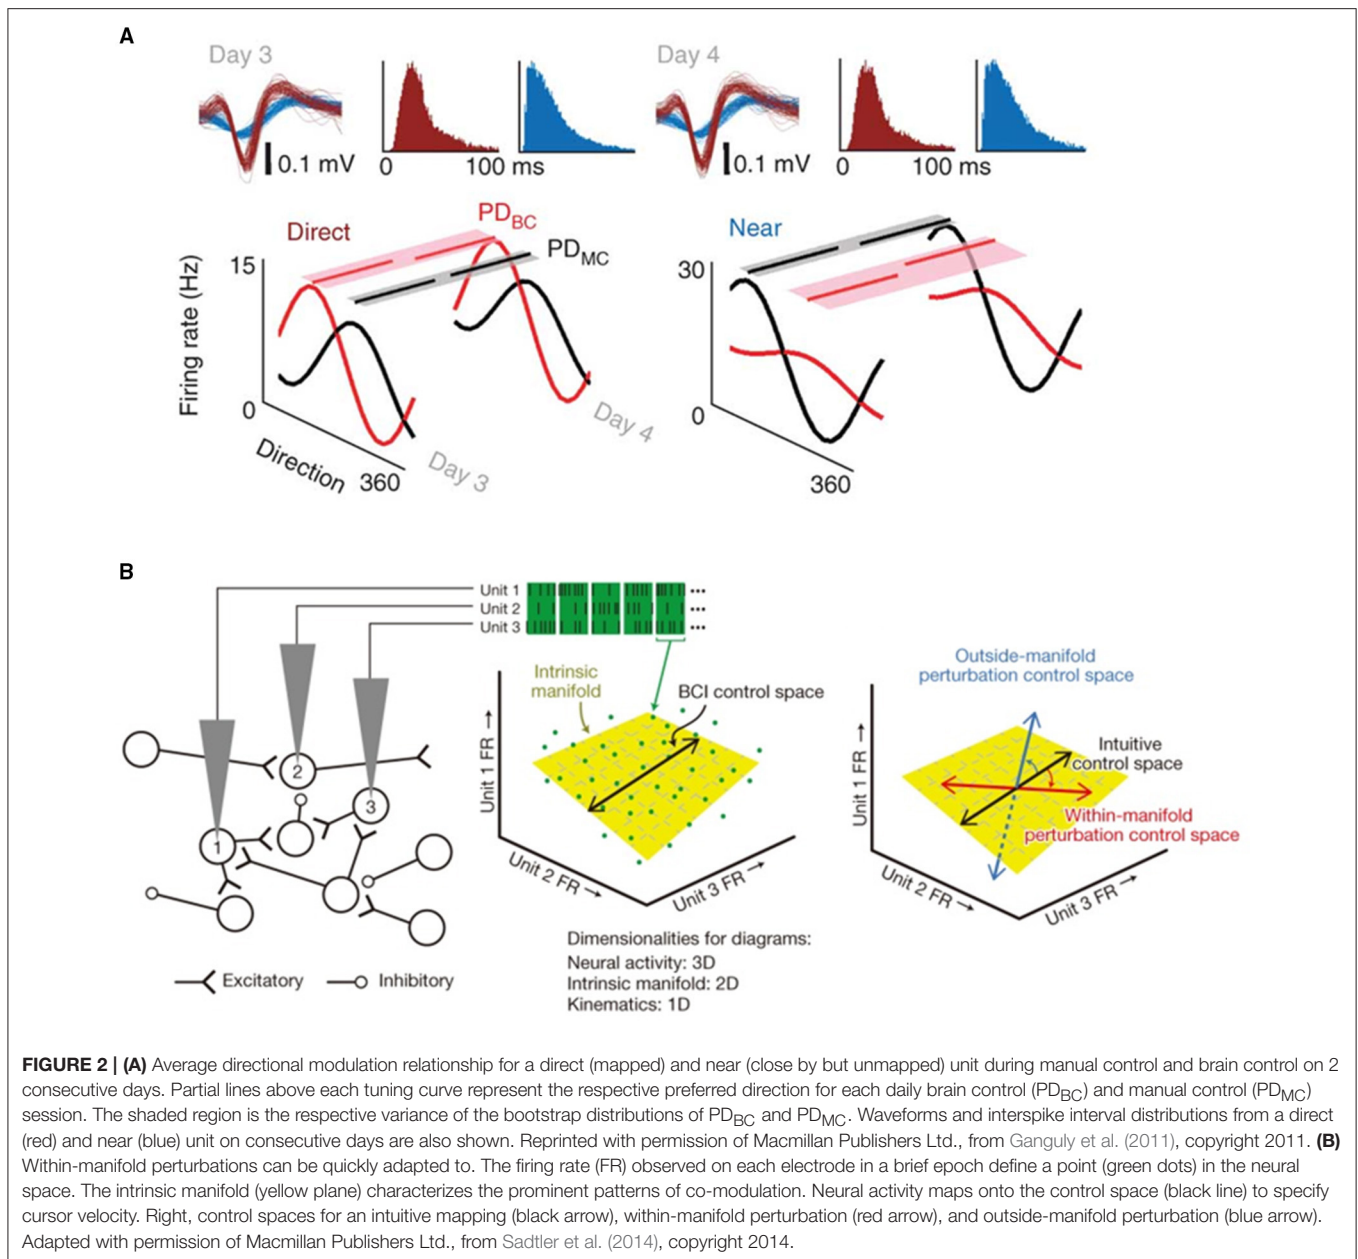 A
Day 3
Day 4
0.1 mV
0
100 ms
0.1 mV
0
100 ms
Direct
PDBC
PDMC
Near
Firing rate (Hz)
15
0
Direction
360
Day 3
Day 4
30
0
360
B
Unit 1
Unit 2
Unit 3
...
...
...
1
2
3
Excitatory
Inhibitory
Intrinsic
manifold
BCI control space
Unit 1 FR →
Unit 2 FR →
Unit 3 FR →
Dimensionalities for diagrams:
Neural activity: 3D
Intrinsic manifold: 2D
Kinematics: 1D
Outside-manifold
perturbation control space
Intuitive
control space
Within-manifold
perturbation control space
Unit 1 FR →
Unit 2 FR →
Unit 3 FR →
FIGURE 2 | (A) Average directional modulation relationship for a direct (mapped) and near (close by but unmapped) unit during manual control and brain control on 2
consecutive days. Partial lines above each tuning curve represent the respective preferred direction for each daily brain control (PDBC) and manual control (PDMC)
session. The shaded region is the respective variance of the bootstrap distributions of PDBC and PDMC. Waveforms and interspike interval distributions from a direct
(red) and near (blue) unit on consecutive days are also shown. Reprinted with permission of Macmillan Publishers Ltd., from Ganguly et al. (2011), copyright 2011. (B)
Within-manifold perturbations can be quickly adapted to. The firing rate (FR) observed on each electrode in a brief epoch define a point (green dots) in the neural
space. The intrinsic manifold (yellow plane) characterizes the prominent patterns of co-modulation. Neural activity maps onto the control space (black line) to specify
cursor velocity. Right, control spaces for an intuitive mapping (black arrow), within-manifold perturbation (red arrow), and outside-manifold perturbation (blue arrow).
Adapted with permission of Macmillan Publishers Ltd., from Sadtler et al. (2014), copyright 2014.